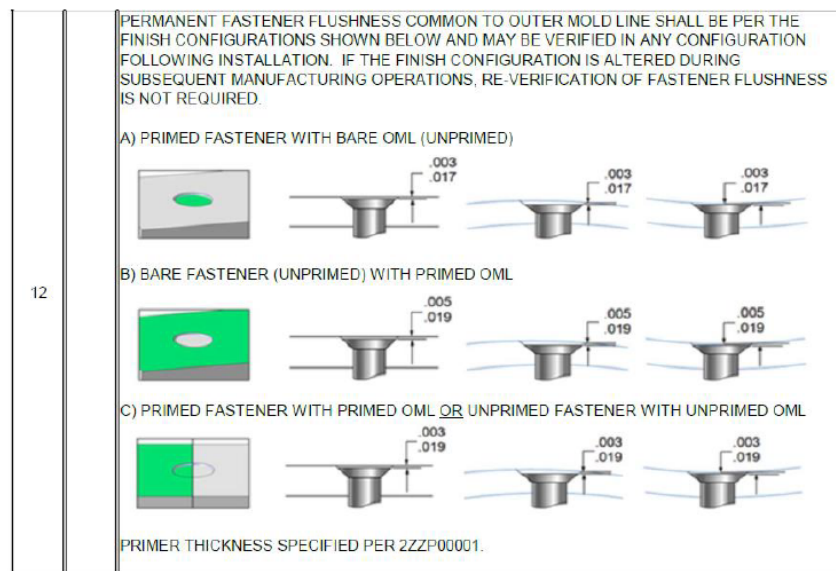 PERMANENT FASTENER FLUSHNESS COMMON TO OUTER MOLD LINE SHALL BE PER THE
FINISH CONFIGURATIONS SHOWN BELOW AND MAY BE VERIFIED IN ANY CONFIGURATION
FOLLOWING INSTALLATION. IF THE FINISH CONFIGURATION IS ALTERED DURING
SUBSEQUENT MANUFACTURING OPERATIONS, RE-VERIFICATION OF FASTENER FLUSHNESS
IS NOT REQUIRED.
A) PRIMED FASTENER WITH BARE OML (UNPRIMED)
.003 .003 .003
.017 .017 .017
12
B) BARE FASTENER (UNPRIMED) WITH PRIMED OML
.005 .005 .005
.019 .019 .019
C) PRIMED FASTENER WITH PRIMED OML OR UNPRIMED FASTENER WITH UNPRIMED OML
.003 .003 .003
.019 .019 .019
PRIMER THICKNESS SPECIFIED PER 2ZZP00001.